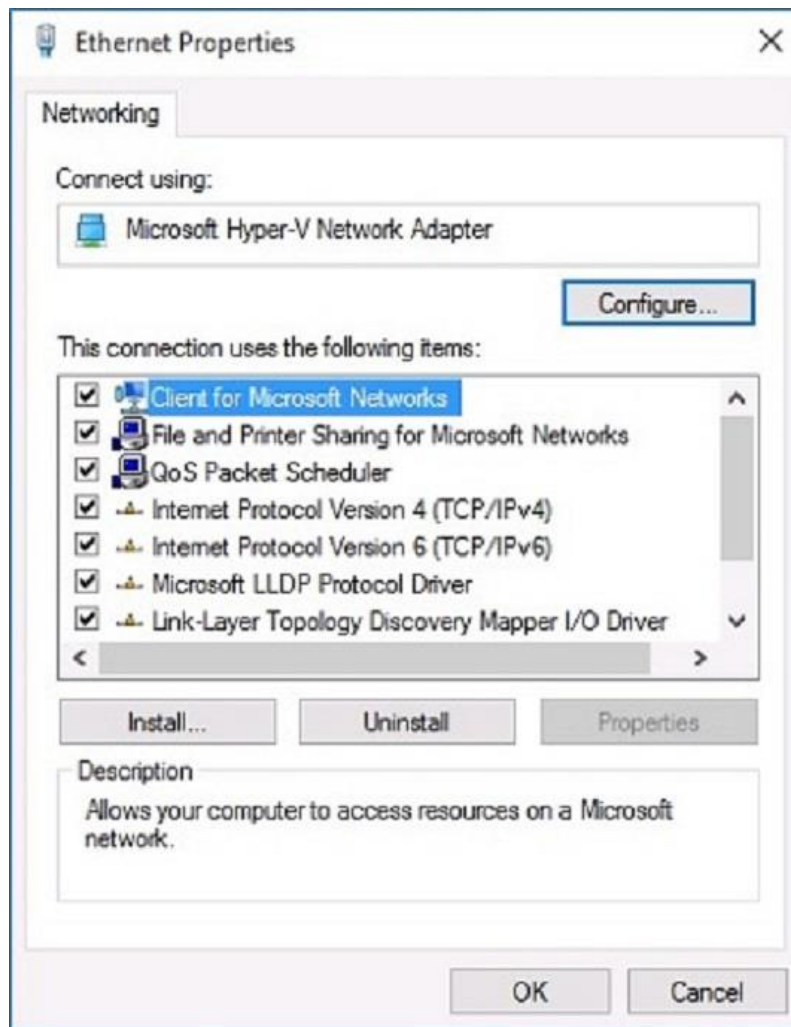 Ethernet Properties
Networking
Connect using:
Microsoft Hyper-V Network Adapter
Configure...
This connection uses the following items:
Client for Microsoft Networks
File and Printer Sharing for Microsoft Networks
QoS Packet Scheduler
Internet Protocol Version 4 (TCP/IPv4)
Internet Protocol Version 6 (TCP/IPv6)
Microsoft LLDP Protocol Driver
Link-Layer Topology Discovery Mapper I/O Driver
Install... Uninstall Properties
Description
Allows your computer to access resources on a Microsoft
network.
OK Cancel